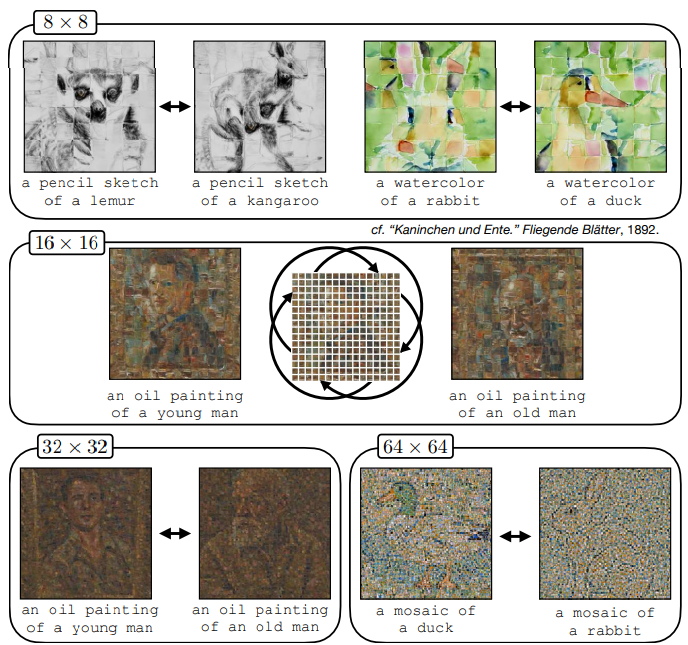 8 × 8
a pencil sketch
of a lemur
a pencil sketch
of a kangaroo
a watercolor
of a rabbit
a watercolor
of a duck
cf. “Kaninchen und Ente.” Fliegende Blätter, 1892.
16 × 16
an oil painting
of a young man
an oil painting
of an old man
32 × 32
an oil painting
of a young man
an oil painting
of an old man
64 × 64
a mosaic of
a duck
a mosaic of
a rabbit